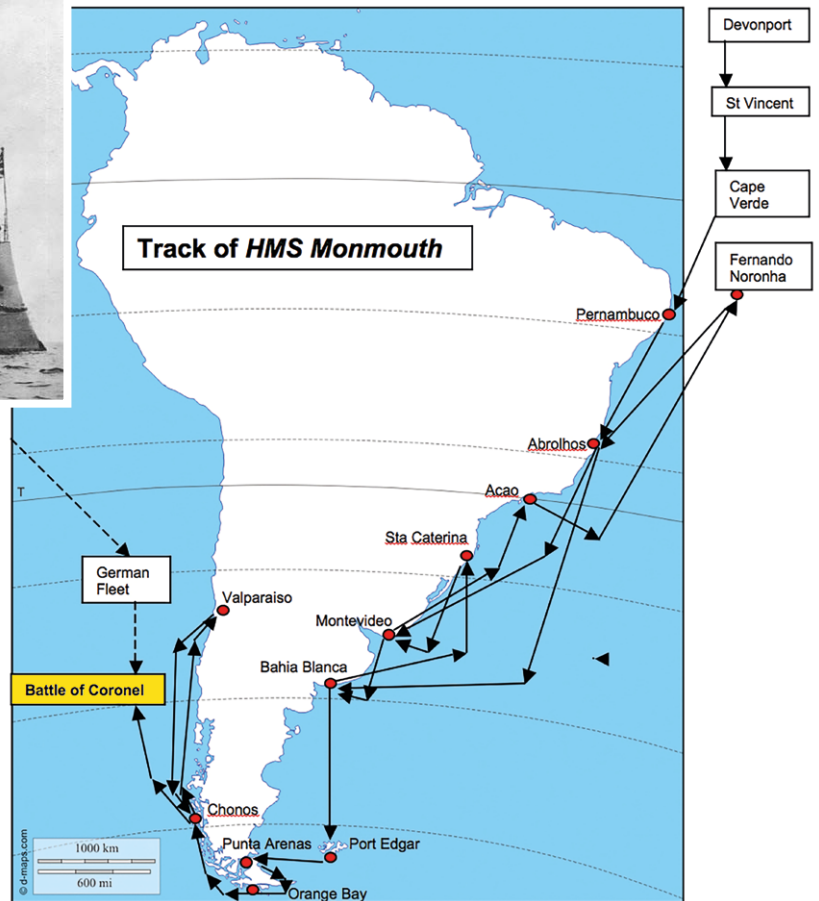 Devonport
St Vincent
Cape
Verde
Track of HMS Monmouth
Fernando
Noronha
Pernambuco
Abrolhos
T
Acao
Sta Caterina
German
Fleet
Valparaiso
Montevideo
Bahia Blanca
Battle of Coronel
Chonos
1000 km
600 mi
Punta Arenas
Port Edgar
Orange Bay
© d-maps.com